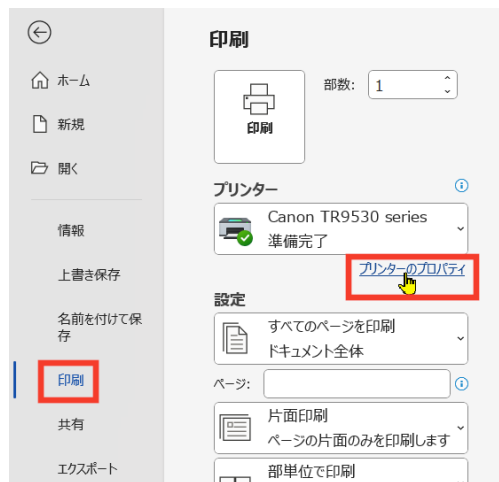 印刷
ホーム
新規
開く
情報
上書き保存
名前を付けて保
存
印刷
共有
エクスポート
印刷
部数: 1
プリンター
Canon TR9530 series
準備完了
プリンターのプロパティ
設定
すべてのページを印刷
ドキュメント全体
ページ:
片面印刷
ページの片面のみを印刷します
部単位で印刷